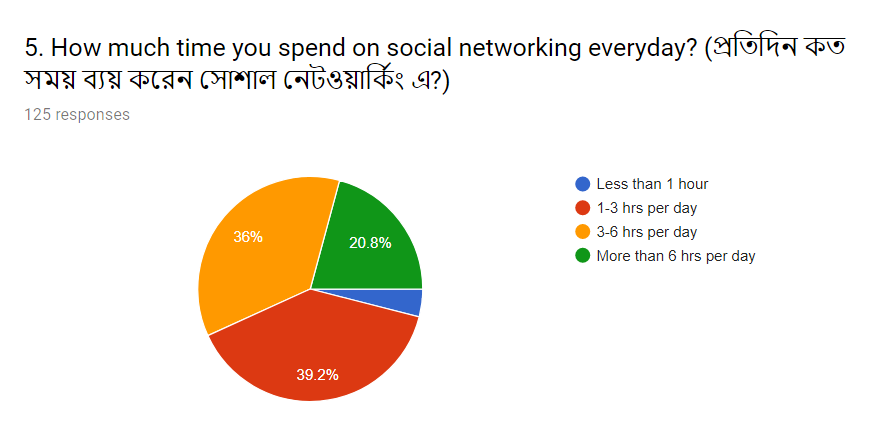 5. How much time you spend on social networking everyday? (প্রতিদিন কত
সময় ব্যয় করেন সোশাল নেটওয়ার্কিং এ?)
125 responses
Less than 1 hour
1-3 hrs per day
3-6 hrs per day
More than 6 hrs per day
36%
20.8%
39.2%